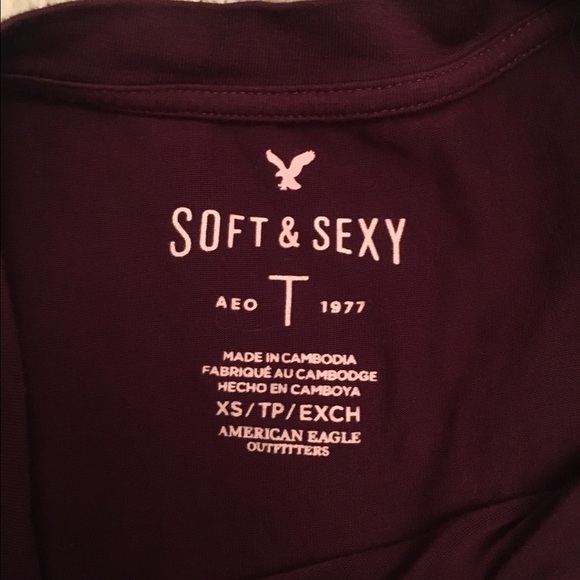 SOFT & SEXY
AEO T 1977
MADE IN CAMBODIA
FABRIQUÉ AU CAMBODGE
HECHO EN CAMBOYA
XS/TP/EXCH
AMERICAN EAGLE
OUTFITTERS